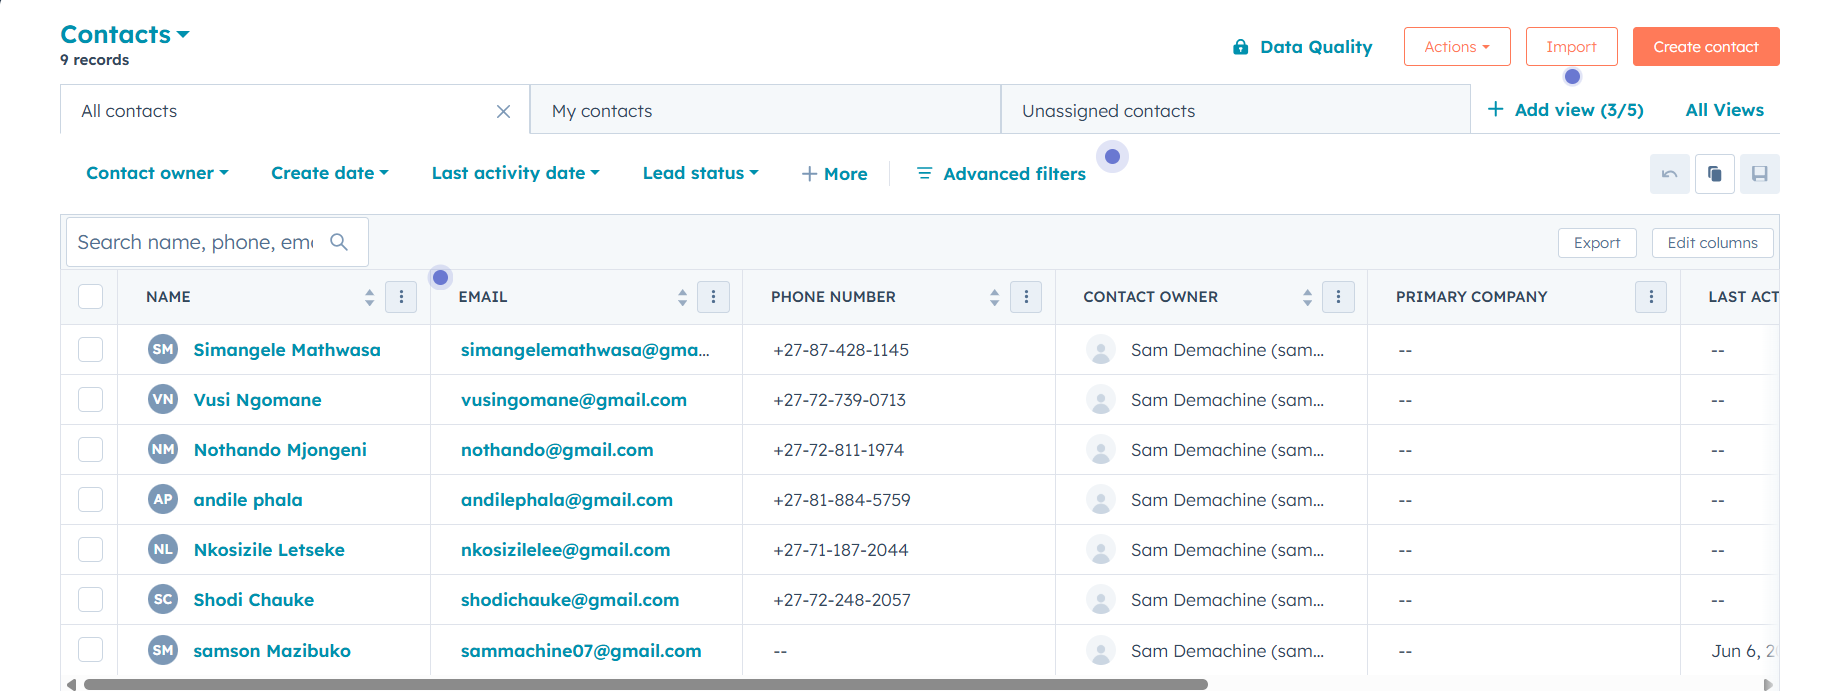 Contacts
9 records
Data Quality
Actions
Import
Create contact
All contacts
My contacts
Unassigned contacts
+ Add view (3/5)
All Views
Contact owner
Create date
Last activity date
Lead status
+ More
Advanced filters
Search name, phone, ema
Export
Edit columns
NAME EMAIL PHONE NUMBER CONTACT OWNER PRIMARY COMPANY LAST ACT
SM Simangele Mathwasa simangelemathwasa@gma... +27-87-428-1145 Sam Demachine (sam... -- --
VN Vusi Ngomane vusingomane@gmail.com +27-72-739-0713 Sam Demachine (sam... -- --
NM Nothando Mjongeni nothando@gmail.com +27-72-811-1974 Sam Demachine (sam... -- --
AP andile phala andilephala@gmail.com +27-81-884-5759 Sam Demachine (sam... -- --
NL Nkosizile Letseke nkosizilelee@gmail.com +27-71-187-2044 Sam Demachine (sam... -- --
SC Shodi Chauke shodichauke@gmail.com +27-72-248-2057 Sam Demachine (sam... -- --
SM samson Mazibuko sammachine07@gmail.com -- Sam Demachine (sam... -- Jun 6, 2